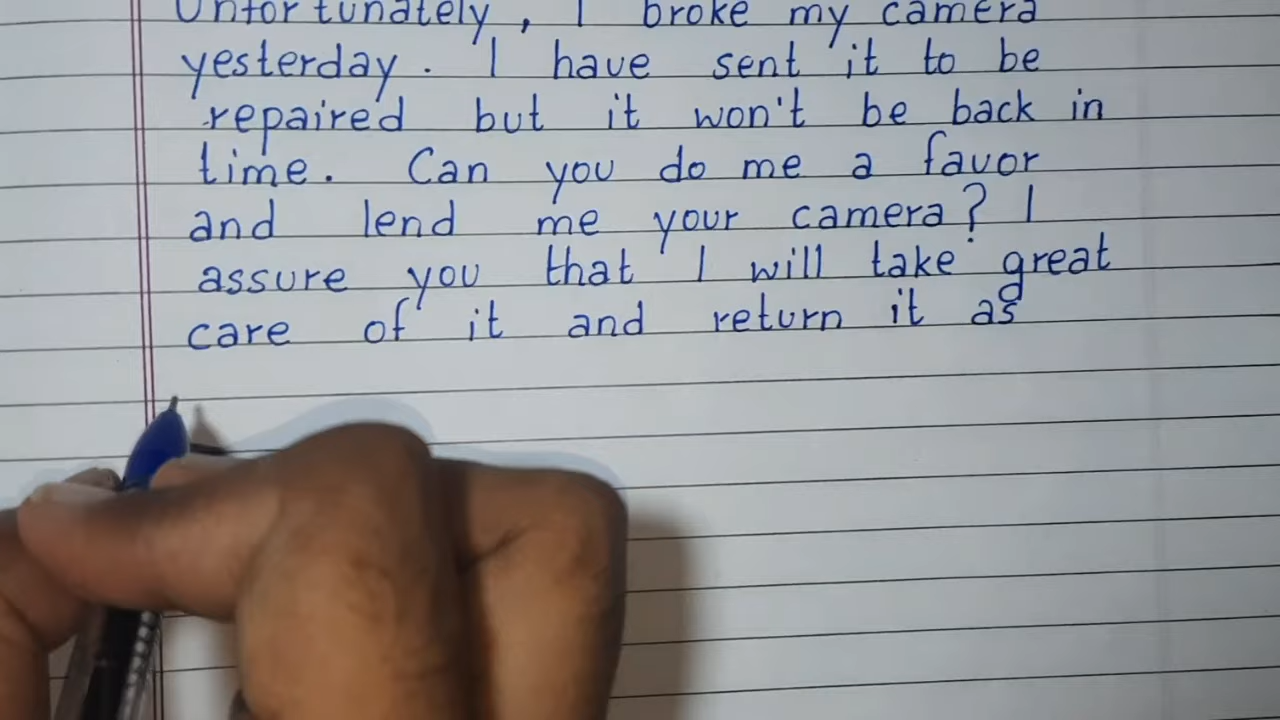 Unfortunately, I broke my camera
yesterday. I have sent it to be
repaired but it won't be back in
time. Can you do me a favor
and lend me your camera? I
assure you that I will take great
care of it and return it as